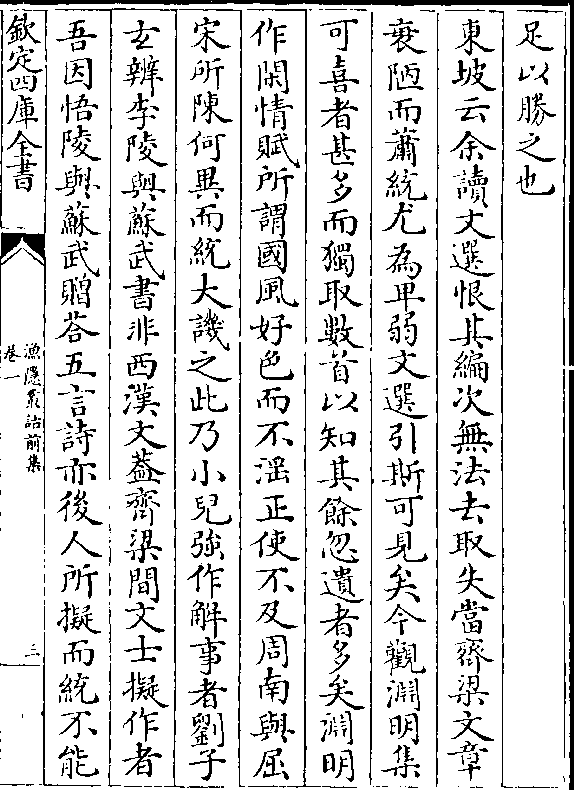 足以勝之也
東坡云余讀文選恨其編次無法去取失當齊梁文章
衰陋而蕭統尤為卑弱文選引斯可見矣今觀淵明集
可喜者甚多而獨取數首以知其餘忽遺者多矣淵明
作閑情賦所謂國風好色而不淫正使不及周南與屈
宋所陳何異而統大譏之此乃小兒強作解事者劉子
玄辨李陵與蘇武書非西漢文葢齊梁間文士擬作者
吾因悟陵與蘇武贈荅五言詩亦後人所擬而統不能
欽定四庫全書
漁隱叢話前集
卷一
三